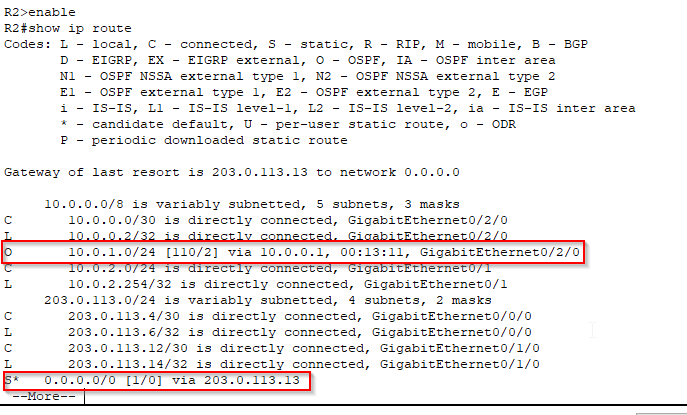 R2>enable
R2#show ip route
Codes: L - local, C - connected, S - static, R - RIP, M - mobile, B - BGP
D - EIGRP, EX - EIGRP external, O - OSPF, IA - OSPF inter area
N1 - OSPF NSSA external type 1, N2 - OSPF NSSA external type 2
E1 - OSPF external type 1, E2 - OSPF external type 2, E - EGP
i - IS-IS, L1 - IS-IS level-1, L2 - IS-IS level-2, ia - IS-IS inter area
* - candidate default, U - per-user static route, o - ODR
P - periodic downloaded static route
Gateway of last resort is 203.0.113.13 to network 0.0.0.0
10.0.0.0/8 is variably subnetted, 5 subnets, 3 masks
C 10.0.0.0/30 is directly connected, GigabitEthernet0/2/0
L 10.0.0.2/32 is directly connected, GigabitEthernet0/2/0
O 10.0.1.0/24 [110/2] via 10.0.0.1, 00:13:11, GigabitEthernet0/2/0
C 10.0.2.0/24 is directly connected, GigabitEthernet0/1
L 10.0.2.254/32 is directly connected, GigabitEthernet0/1
203.0.113.0/24 is variably subnetted, 4 subnets, 2 masks
C 203.0.113.4/30 is directly connected, GigabitEthernet0/0/0
L 203.0.113.6/32 is directly connected, GigabitEthernet0/0/0
C 203.0.113.12/30 is directly connected, GigabitEthernet0/1/0
L 203.0.113.14/32 is directly connected, GigabitEthernet0/1/0
S* 0.0.0.0/0 [1/0] via 203.0.113.13
--More--